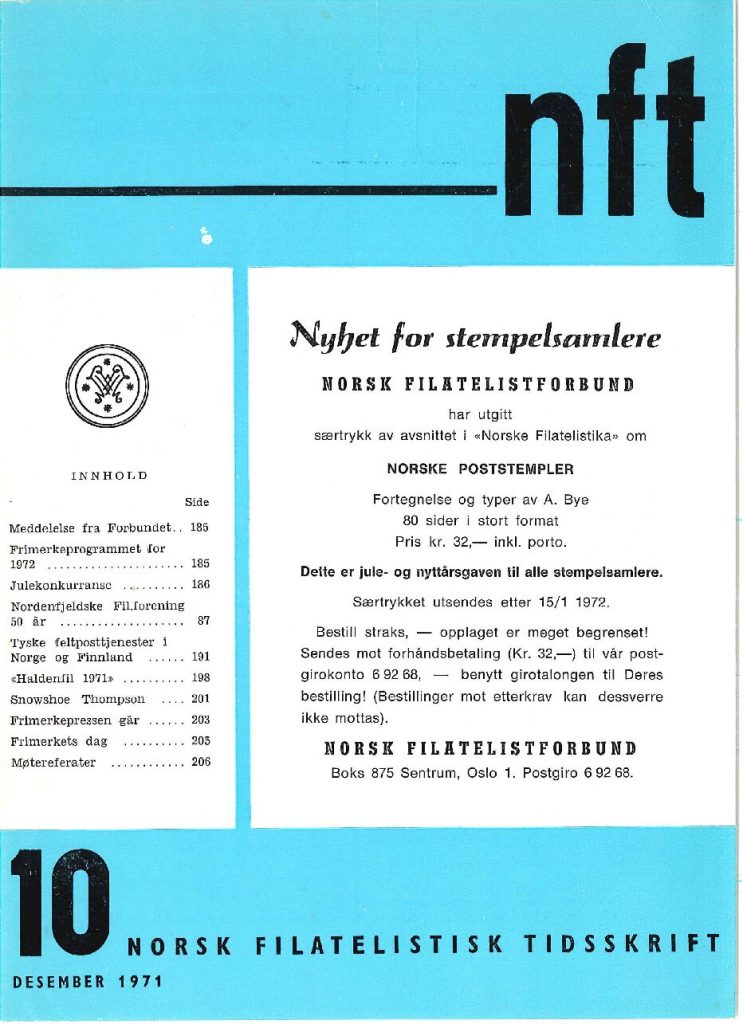 nft
INNHOLD
Side
Meddelelse fra Forbundet.. 185
Frimerkeprogrammet for
1972 ...................... 185
Julekonkurranse .......... 186
Nordenfjeldske Fil.forening
50 år .................... 87
Tyske feltposttjenester i
Norge og Finnland ...... 191
«Haldenfil 1971» .......... 198
Snowshoe Thompson .... 201
Frimerkepressen går ...... 203
Frimerkets dag .......... 205
Møtereferater ............ 206
Nyhet for stempelsamlere
NORSK FILATELISTFORBUND
har utgitt
særtrykk av avsnittet i «Norske Filatelistika» om
NORSKE POSTSTEMPLER
Fortegnelse og typer av A. Bye
80 sider i stort format
Pris kr. 32,— inkl. porto.
Dette er jule- og nyttårsgaven til alle stempelsamlere.
Særtrykket utsendes etter 15/1 1972.
Bestill straks, — opplaget er meget begrenset!
Sendes mot forhåndsbetaling (Kr. 32,—) til vår post-
girokonto 6 92 68, — benytt girotalongen til Deres
bestilling! (Bestillinger mot etterkrav kan dessverre
ikke mottas).
NORSK FILATELISTFORBUND
Boks 875 Sentrum, Oslo 1. Postgiro 6 92 68.
10 NORSK FILATELISTISK TIDSSKRIFT
DESEMBER 1971